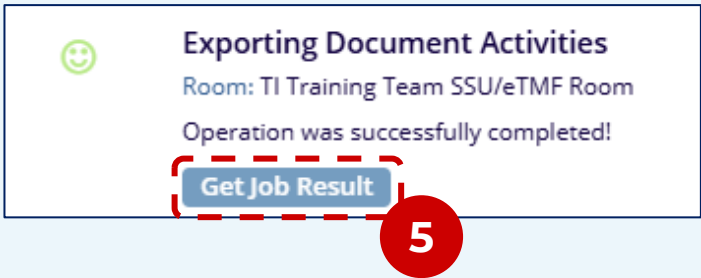 Exporting Document Activities
Room: TI Training Team SSU/eTMF Room
Operation was successfully completed!
Get Job Result
5